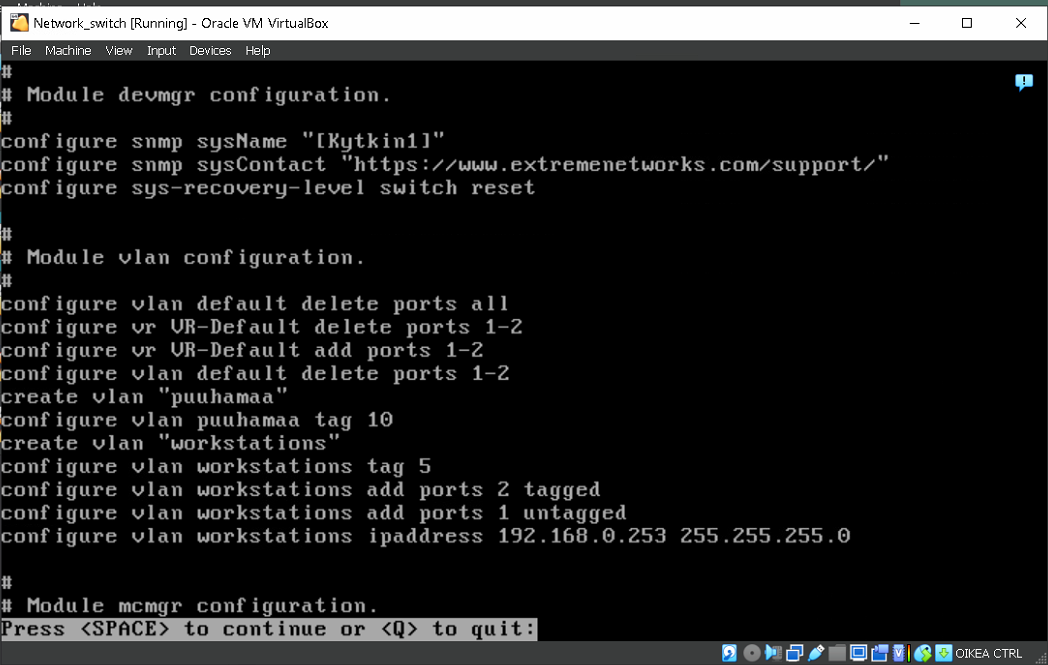 Network_switch [Running] - Oracle VM VirtualBox
File Machine View Input Devices Help
#
# Module devmgr configuration.
#
configure snmp sysName "[Kytkin1]"
configure snmp sysContact "https://www.extremenetworks.com/support/"
configure sys-recovery-level switch reset
#
# Module vlan configuration.
#
configure vlan default delete ports all
configure vr VR-Default delete ports 1-2
configure vr VR-Default add ports 1-2
configure vlan default delete ports 1-2
create vlan "puuhamaa"
configure vlan puuhamaa tag 10
create vlan "workstations"
configure vlan workstations tag 5
configure vlan workstations add ports 2 tagged
configure vlan workstations add ports 1 untagged
configure vlan workstations ipaddress 192.168.0.253 255.255.255.0
#
# Module mcmgr configuration.
Press <SPACE> to continue or <Q> to quit:
OIKEA CTRL